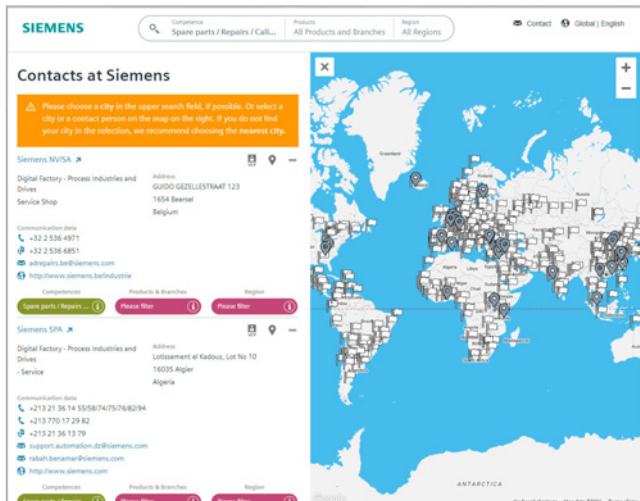 SIEMENS
Competence
Spare parts / Repairs / Cali...
Products
All Products and Branches
Region
All Regions
Contact
Global | English
Contacts at Siemens
Please choose a city in the upper search field, if possible. Or select a
city or a contact person on the map on the right. If you do not find
your city in the selection, we recommend choosing the nearest city.
Siemens NV/SA
Digital Factory - Process Industries and
Drives
Service Shop
Address
GUIDO GEZELLESTRAAT 123
1654 Beersel
Belgium
Communication data
+32 2 536 4971
+32 2 536 6851
adrepairs.be@siemens.com
http://www.siemens.be/industrie
Competences
Products & Branches
Region
Spare parts / Repairs ...
Please filter
Please filter
Siemens SPA
Digital Factory - Process Industries and
Drives
- Service
Address
Lotissement el Kadous, Lot No 10
16035 Algier
Algeria
Communication data
+213 21 36 14 55/58/74/75/76/82/94
+213 770 17 29 82
+213 21 36 13 79
support.automation.dz@siemens.com
rabah.benamar@siemens.com
http://www.siemens.com
Competences
Products & Branches
Region
Greenland
Finland
Russia
Algeria
Libya
Egypt
ANTARCTICA